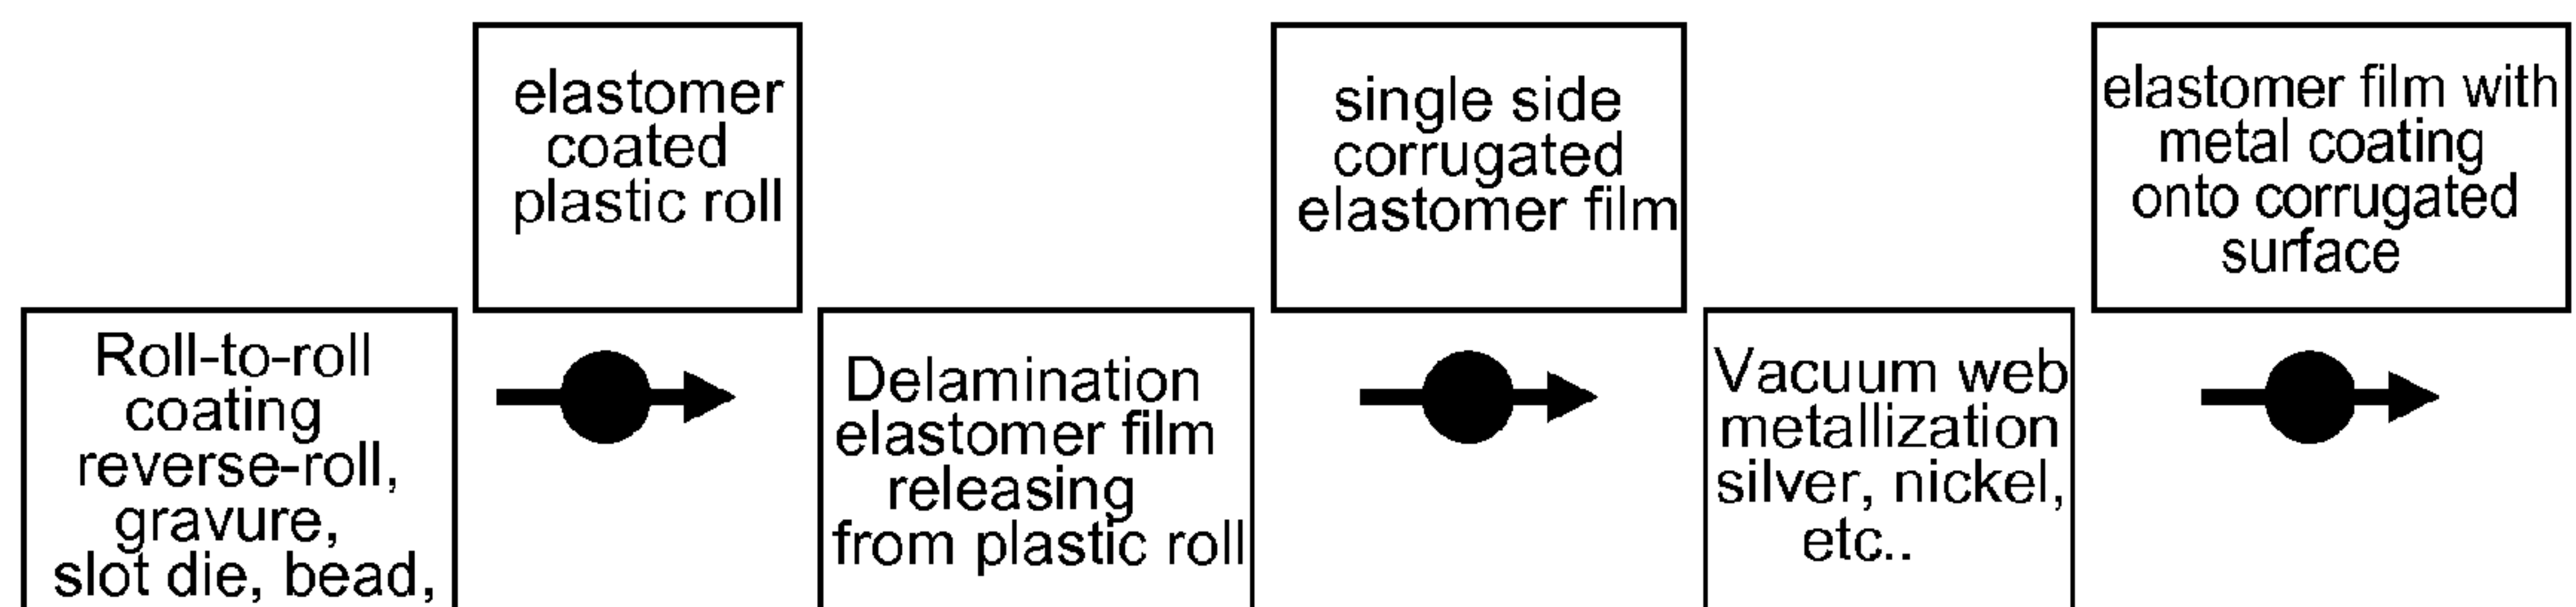 elastomer
coated
plastic roll
single side
corrugated
elastomer film
elastomer film with
metal coating
onto corrugated
surface
Roll-to-roll
coating
reverse-roll,
gravure,
slot die, bead,
Delamination
elastomer film
releasing
from plastic roll
Vacuum web
metallization
silver, nickel,
etc..